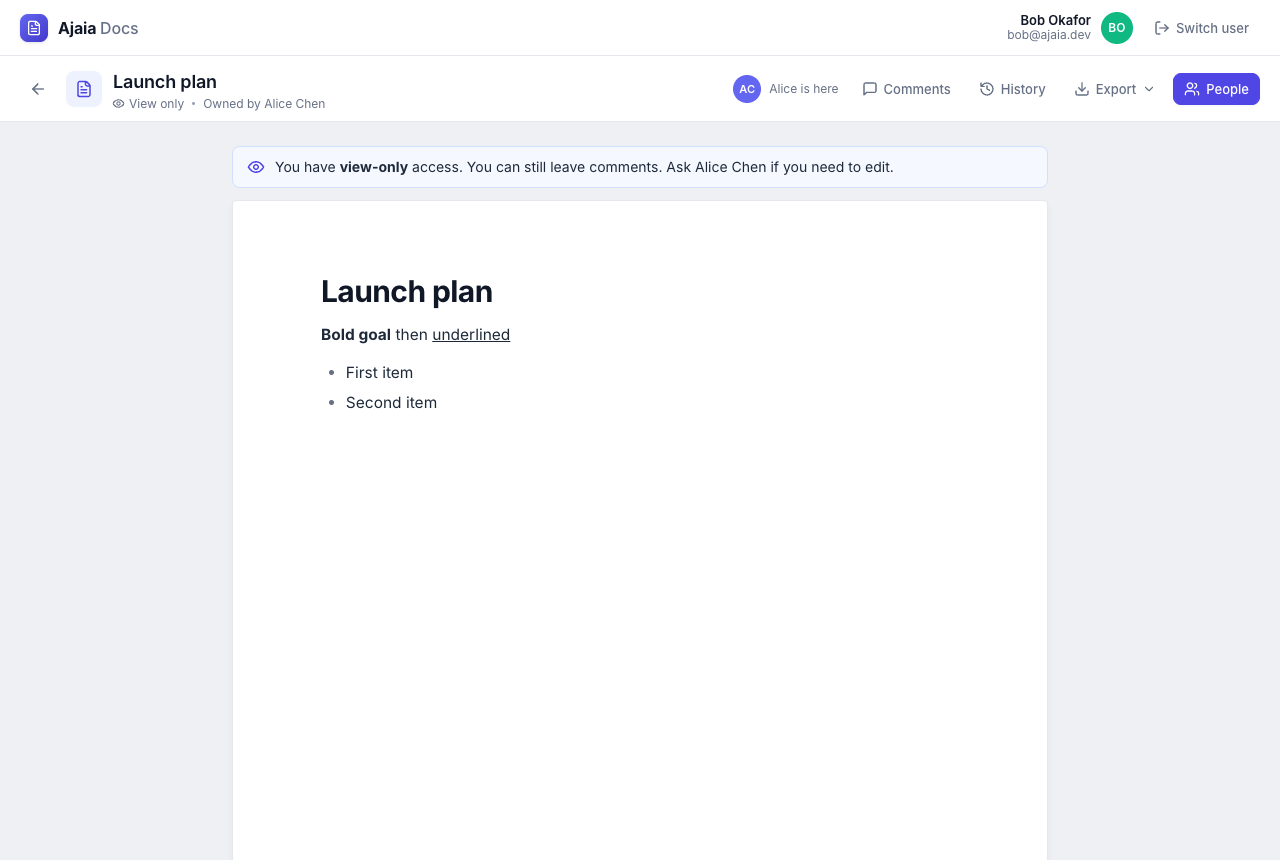 Ajaia Docs
Bob Okafor
bob@ajaia.dev
BO
Switch user
Launch plan
View only • Owned by Alice Chen
AC
Alice is here
Comments
History
Export
People
You have view-only access. You can still leave comments. Ask Alice Chen if you need to edit.
Launch plan
Bold goal then underlined
• First item
• Second item